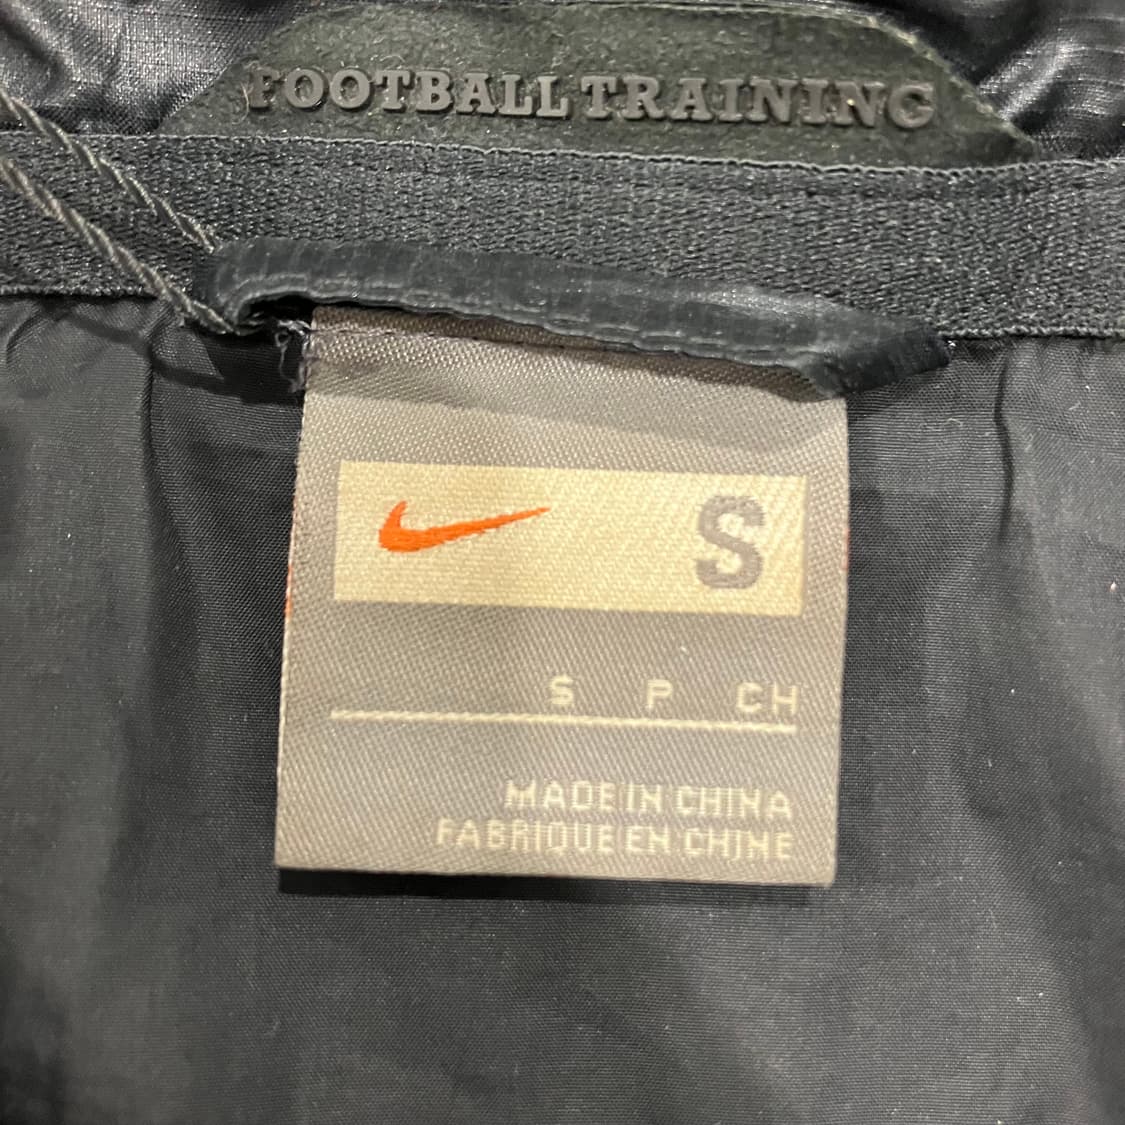 FOOTBALL TRAINING
S
S P CH
MADE IN CHINA
FABRIQUE EN CHINE